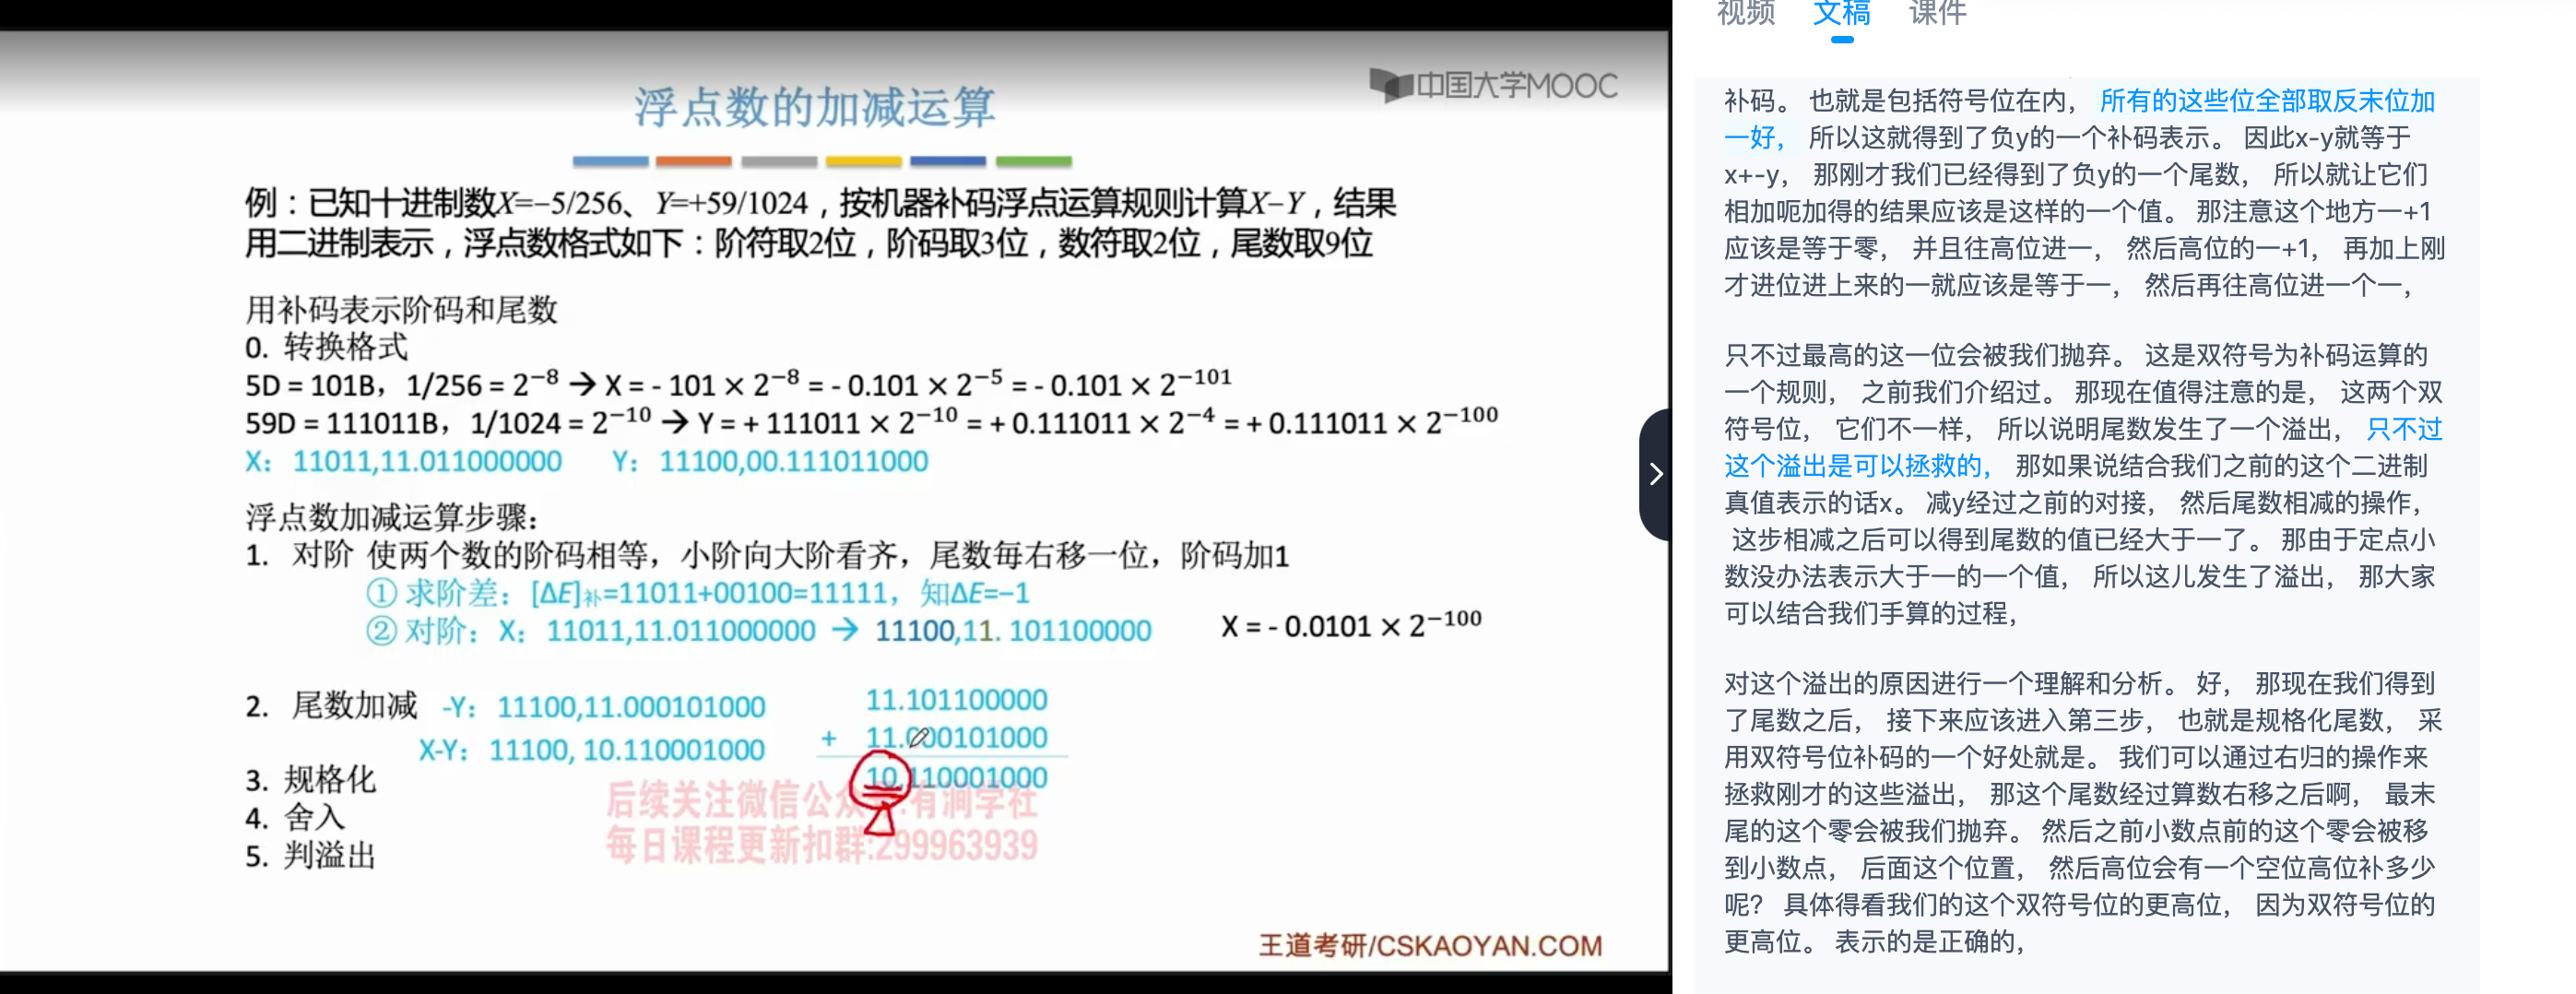 中国大学MOOC
浮点数的加减运算
例：已知十进制数X=−5/256、Y=+59/1024，按机器补码浮点运算规则计算X−Y，结果
用二进制表示，浮点数格式如下：阶符取2位，阶码取3位，数符取2位，尾数取9位
用补码表示阶码和尾数
0. 转换格式
5D = 101B，1/256 = 2⁻⁸ → X = - 101 × 2⁻⁸ = - 0.101 × 2⁻⁵ = - 0.101 × 2⁻¹⁰¹
59D = 111011B，1/1024 = 2⁻¹⁰ → Y = + 111011 × 2⁻¹⁰ = + 0.111011 × 2⁻⁴ = + 0.111011 × 2⁻¹⁰⁰
X：11011,11.011000000 Y：11100,00.111011000
浮点数加减运算步骤：
1. 对阶 使两个数的阶码相等，小阶向大阶看齐，尾数每右移一位，阶码加1
① 求阶差：[ΔE]补=11011+00100=11111，知ΔE=−1
② 对阶：X：11011,11.011000000 → 11100,11. 101100000 X = - 0.0101 × 2⁻¹⁰⁰
2. 尾数加减 -Y：11100,11.000101000
X-Y：11100, 10.110001000
11.101100000
+ 11.000101000
10.110001000
3. 规格化
4. 舍入
5. 判溢出
后续关注微信公众号:有涧学社
每日课程更新扣群:299963939
王道考研/CSKAOYAN.COM
视频 文稿 课件
补码。 也就是包括符号位在内， 所有的这些位全部取反末位加
一好， 所以这就得到了负y的一个补码表示。 因此x-y就等于
x+-y， 那刚才我们已经得到了负y的一个尾数， 所以就让它们
相加呃加得的结果应该是这样的一个值。 那注意这个地方一+1
应该是等于零， 并且往高位进一， 然后高位的一+1， 再加上刚
才进位进上来的一就应该是等于一， 然后再往高位进一个一，
只不过最高的这一位会被我们抛弃。 这是双符号为补码运算的
一个规则， 之前我们介绍过。 那现在值得注意的是， 这两个双
符号位， 它们不一样， 所以说明尾数发生了一个溢出， 只不过
这个溢出是可以拯救的， 那如果说结合我们之前的这个二进制
真值表示的话x。 减y经过之前的对接， 然后尾数相减的操作，
这步相减之后可以得到尾数的值已经大于一了。 那由于定点小
数没办法表示大于一的一个值， 所以这儿发生了溢出， 那大家
可以结合我们手算的过程，
对这个溢出的原因进行一个理解和分析。 好， 那现在我们得到
了尾数之后， 接下来应该进入第三步， 也就是规格化尾数， 采
用双符号位补码的一个好处就是。 我们可以通过右归的操作来
拯救刚才的这些溢出， 那这个尾数经过算数右移之后啊， 最末
尾的这个零会被我们抛弃。 然后之前小数点前的这个零会被移
到小数点， 后面这个位置， 然后高位会有一个空位高位补多少
呢? 具体得看我们的这个双符号位的更高位， 因为双符号位的
更高位。 表示的是正确的，